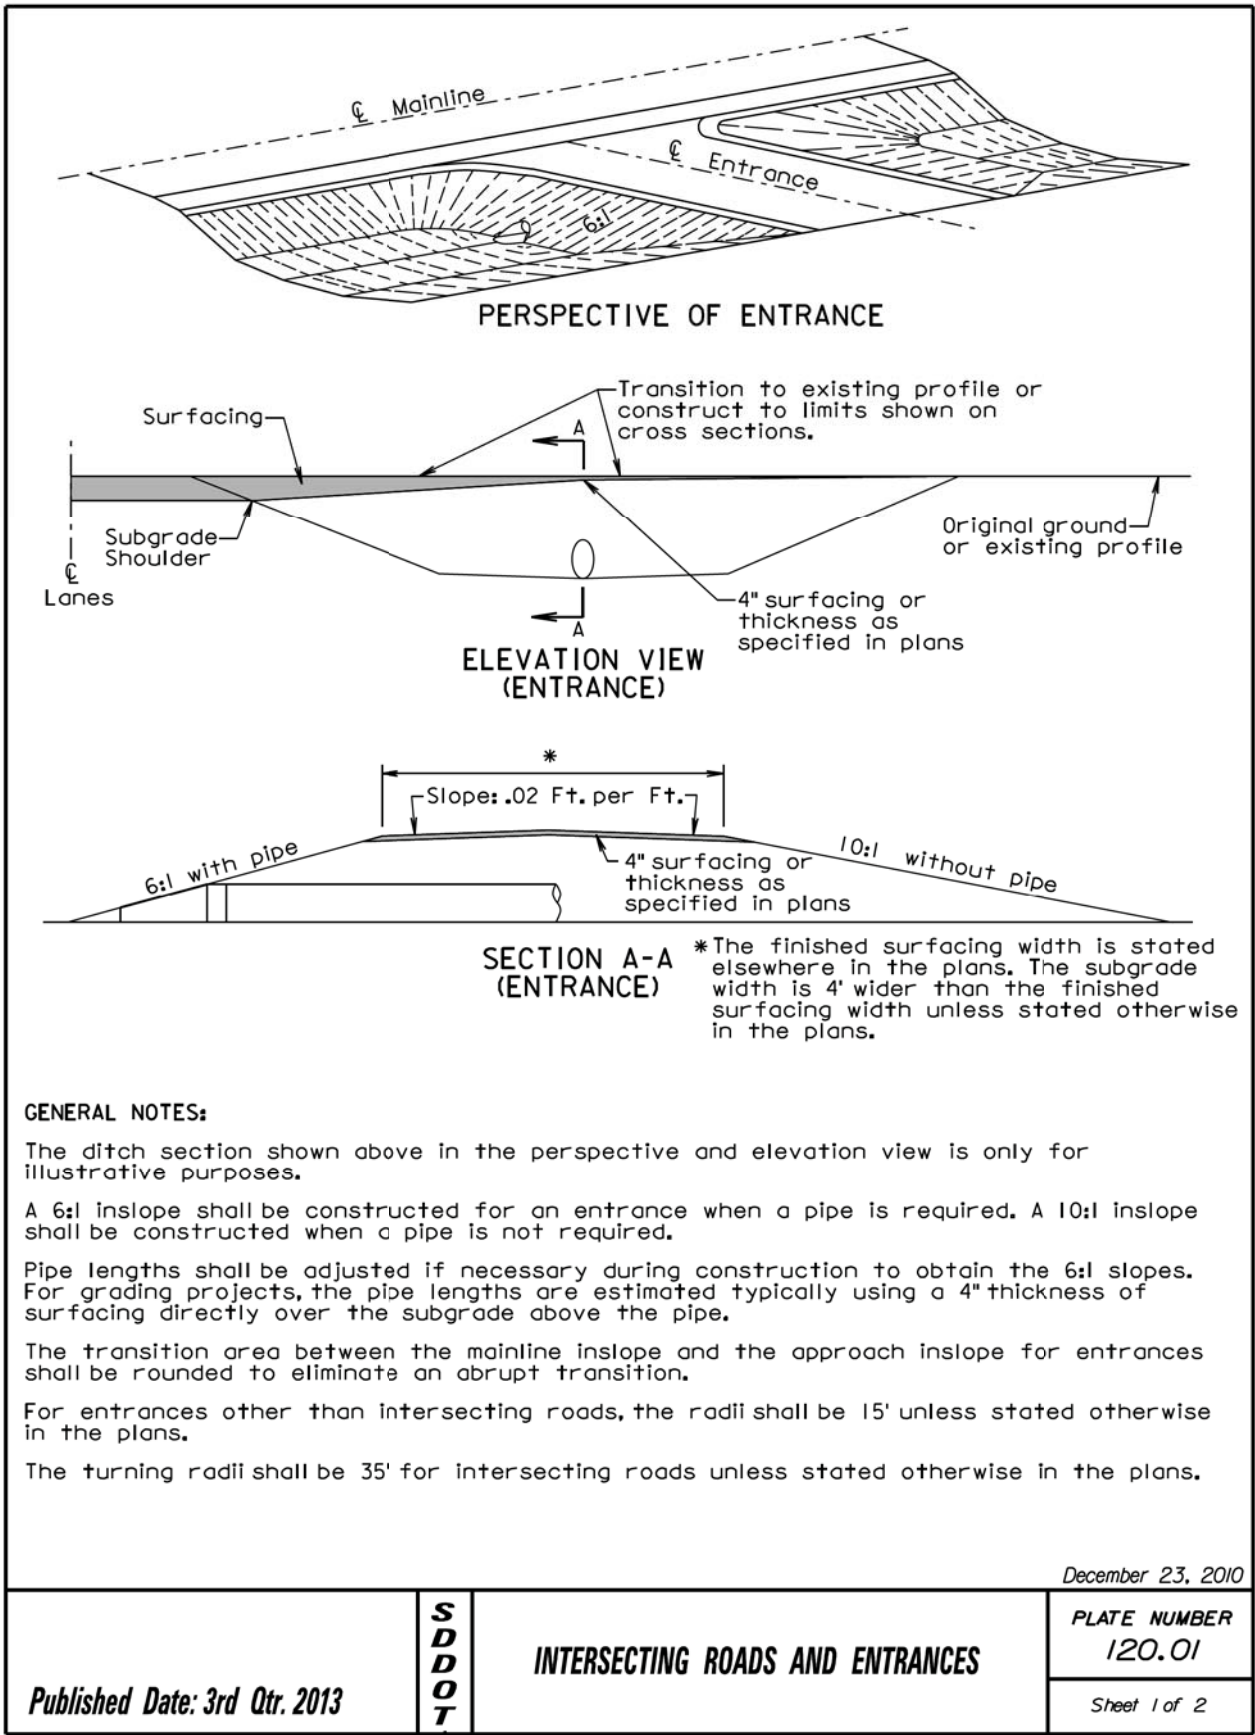 ℄ Mainline
℄ Entrance
6:1
PERSPECTIVE OF ENTRANCE
Transition to existing profile or
construct to limits shown on
cross sections.
Surfacing
A
Subgrade
Shoulder
Original ground
or existing profile
℄
Lanes
4" surfacing or
thickness as
specified in plans
A
ELEVATION VIEW
(ENTRANCE)
*
Slope: .02 Ft. per Ft.
6:1 with pipe
10:1 without pipe
4" surfacing or
thickness as
specified in plans
SECTION A-A
(ENTRANCE)
*The finished surfacing width is stated
elsewhere in the plans. The subgrade
width is 4' wider than the finished
surfacing width unless stated otherwise
in the plans.
GENERAL NOTES:
The ditch section shown above in the perspective and elevation view is only for
illustrative purposes.
A 6:1 inslope shall be constructed for an entrance when a pipe is required. A 10:1 inslope
shall be constructed when a pipe is not required.
Pipe lengths shall be adjusted if necessary during construction to obtain the 6:1 slopes.
For grading projects, the pipe lengths are estimated typically using a 4" thickness of
surfacing directly over the subgrade above the pipe.
The transition area between the mainline inslope and the approach inslope for entrances
shall be rounded to eliminate an abrupt transition.
For entrances other than intersecting roads, the radii shall be 15' unless stated otherwise
in the plans.
The turning radii shall be 35' for intersecting roads unless stated otherwise in the plans.
December 23, 2010
Published Date: 3rd Qtr. 2013
S
D
D
O
T
INTERSECTING ROADS AND ENTRANCES
PLATE NUMBER
120.01
Sheet 1 of 2